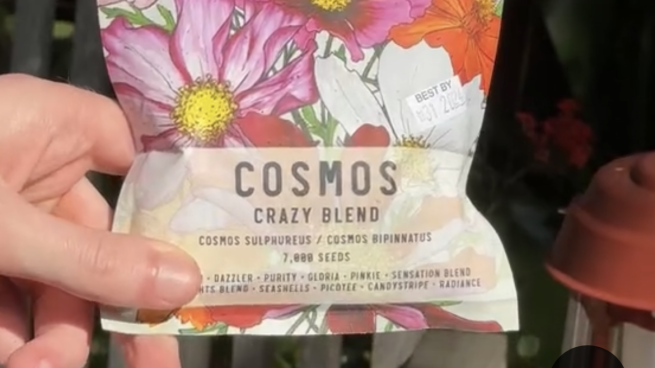 BEST BY
COSMOS
CRAZY BLEND
COSMOS SULPHUREUS / COSMOS BIPINNATUS
7,000 SEEDS
• DAZZLER • PURITY • GLORIA • PINKIE • SENSATION BLEND
BLEND • SEASHELLS • PICOTEE • CANDYSTRIPE • RADIANCE